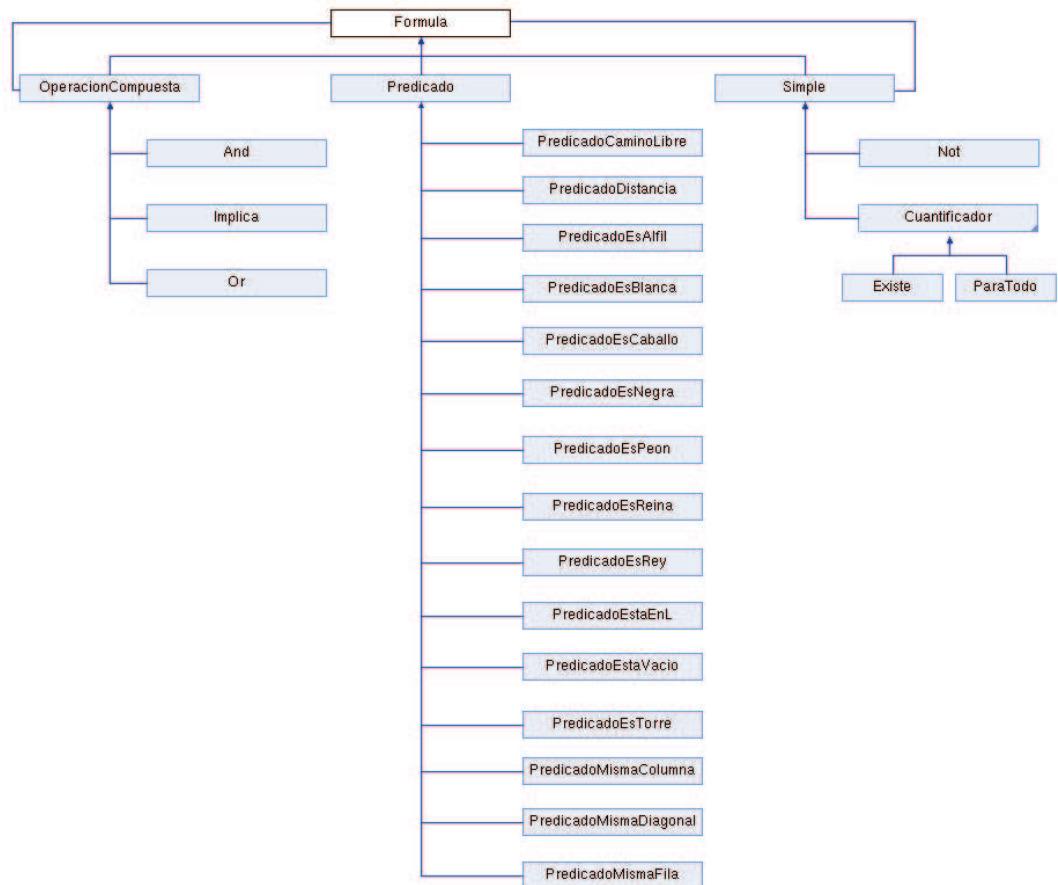 Formula
OperacionCompuesta
Predicado
Simple
And
Implica
Or
PredicadoCaminoLibre
PredicadoDistancia
PredicadoEsAlfil
PredicadoEsBlanca
PredicadoEsCaballo
PredicadoEsNegra
PredicadoEsPeon
PredicadoEsReina
PredicadoEsRey
PredicadoEstaEnL
PredicadoEstaVacio
PredicadoEsTorre
PredicadoMismaColumna
PredicadoMismaDiagonal
PredicadoMismaFila
Not
Cuantificador
Existe
ParaTodo